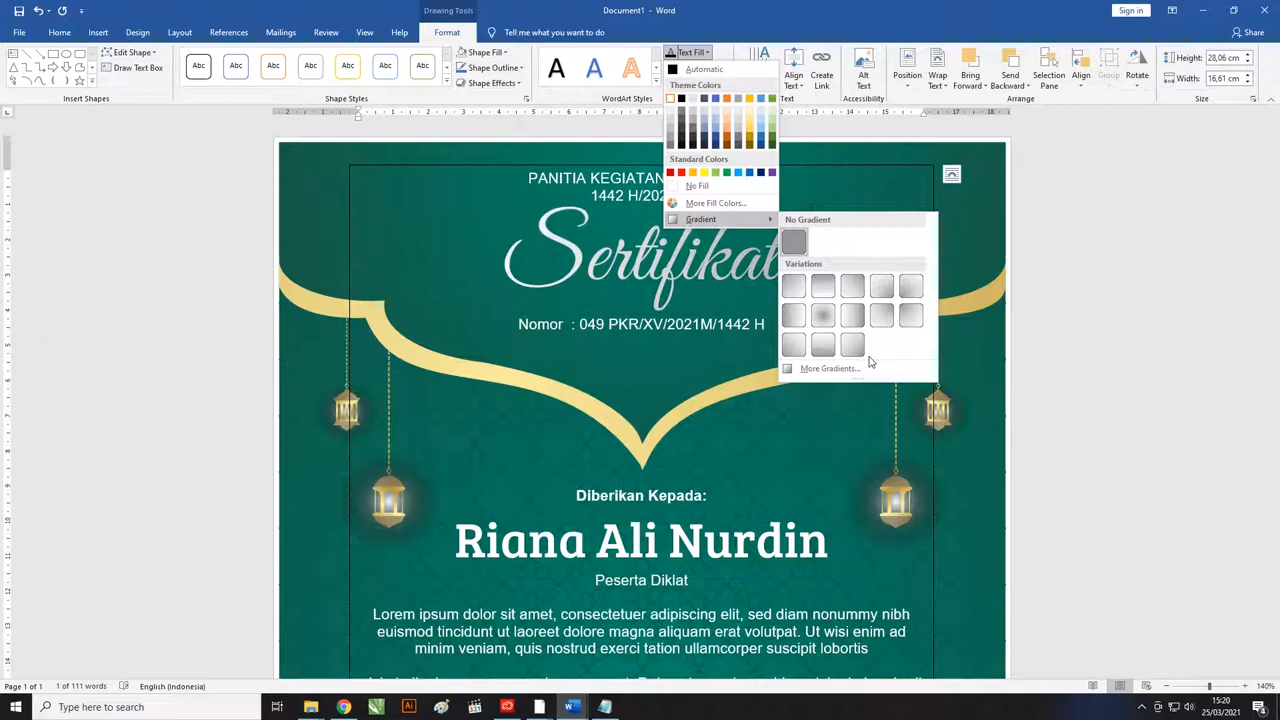 Document1 - Word
Drawing Tools
Sign in
File
Home
Insert
Design
Layout
References
Mailings
Review
View
Help
Format
Tell me what you want to do
Share
Edit Shape
Draw Text Box
Insert Shapes
Abc Abc Abc Abc Abc Abc Abc
Shape Styles
Shape Fill
Shape Outline
Shape Effects
A A A
WordArt Styles
Text Fill
Text
Align Text
Create Link
Alt Text
Accessibility
Position
Wrap Text
Bring Forward
Send Backward
Selection Pane
Align
Group
Rotate
Arrange
Height: 28,06 cm
Width: 16,61 cm
Size
Automatic
Theme Colors
Standard Colors
No Fill
More Fill Colors...
Gradient
No Gradient
Variations
More Gradients...
PANITIA KEGIATAN
1442 H/202
Sertifikat
Nomor : 049 PKR/XV/2021M/1442 H
Diberikan Kepada:
Riana Ali Nurdin
Peserta Diklat
Lorem ipsum dolor sit amet, consectetuer adipiscing elit, sed diam nonummy nibh
euismod tincidunt ut laoreet dolore magna aliquam erat volutpat. Ut wisi enim ad
minim veniam, quis nostrud exerci tation ullamcorper suscipit lobortis
Page 1 of 1
1 of 111 words
English (Indonesia)
140%
Type here to search
15:20
25/03/2021